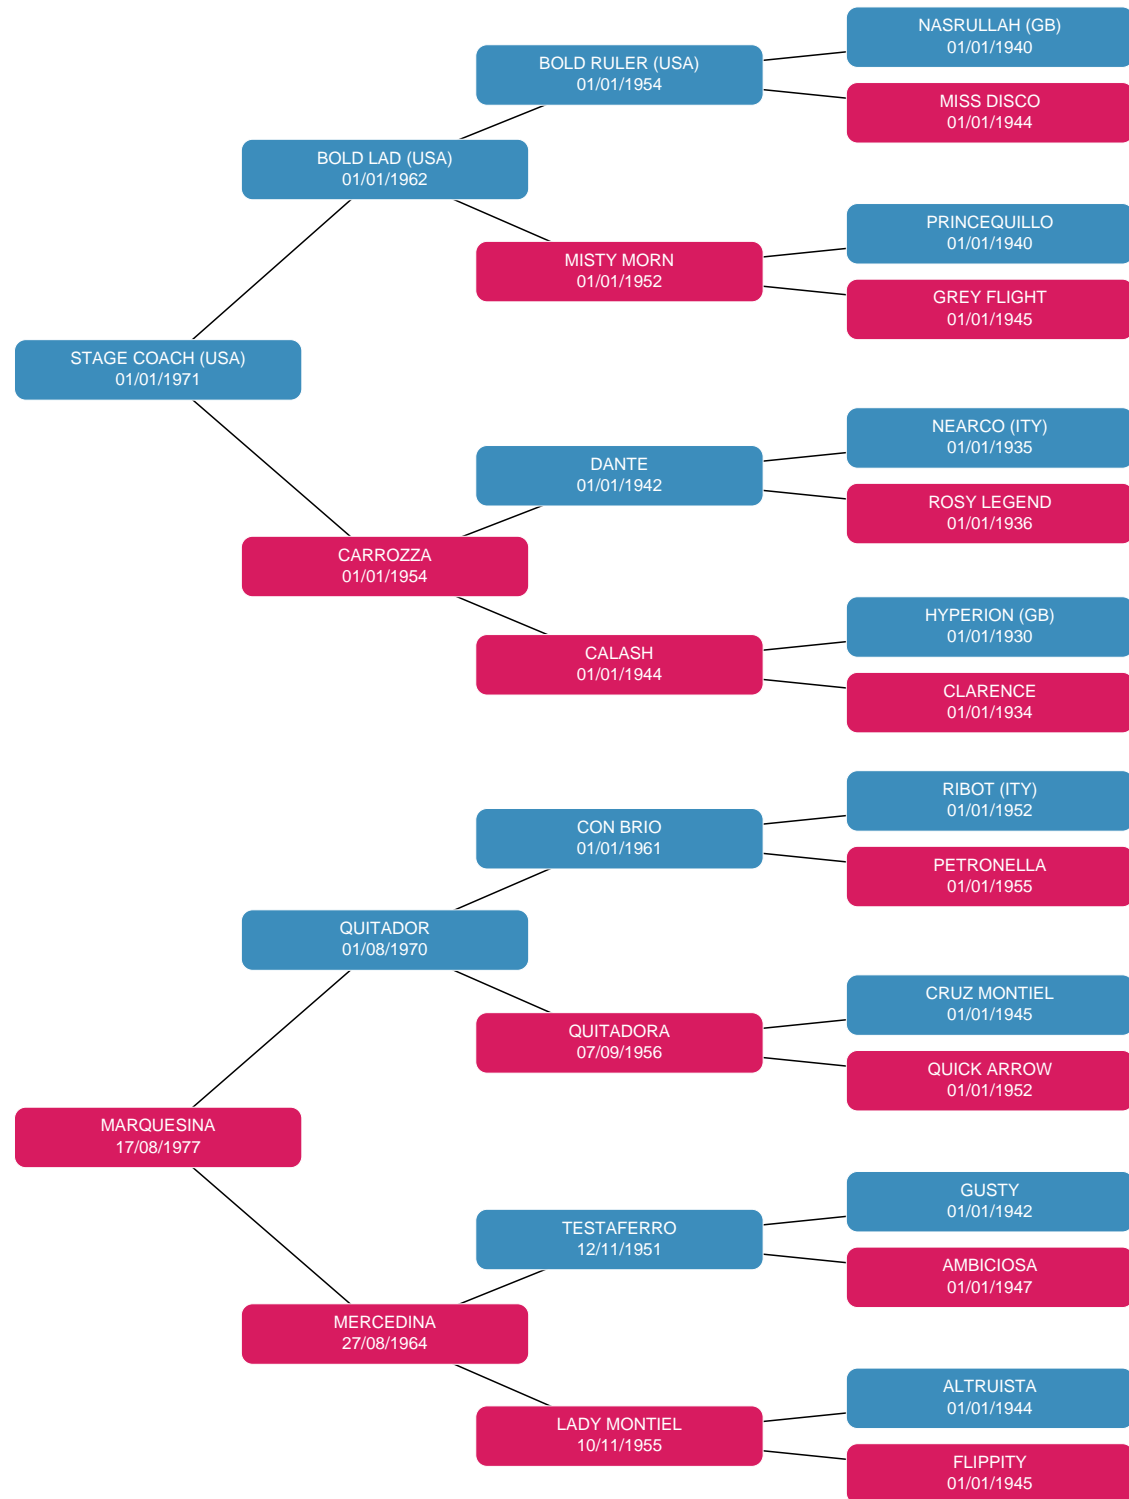 NASRULLAH (GB)
01/01/1940
BOLD RULER (USA)
01/01/1954
MISS DISCO
01/01/1944
BOLD LAD (USA)
01/01/1962
PRINCEQUILLO
01/01/1940
MISTY MORN
01/01/1952
GREY FLIGHT
01/01/1945
STAGE COACH (USA)
01/01/1971
NEARCO (ITY)
01/01/1935
DANTE
01/01/1942
ROSY LEGEND
01/01/1936
CARROZZA
01/01/1954
HYPERION (GB)
01/01/1930
CALASH
01/01/1944
CLARENCE
01/01/1934
RIBOT (ITY)
01/01/1952
CON BRIO
01/01/1961
PETRONELLA
01/01/1955
QUITADOR
01/08/1970
CRUZ MONTIEL
01/01/1945
QUITADORA
07/09/1956
QUICK ARROW
01/01/1952
MARQUESINA
17/08/1977
GUSTY
01/01/1942
TESTAFERRO
12/11/1951
AMBICIOSA
01/01/1947
MERCEDINA
27/08/1964
ALTRUISTA
01/01/1944
LADY MONTIEL
10/11/1955
FLIPPITY
01/01/1945